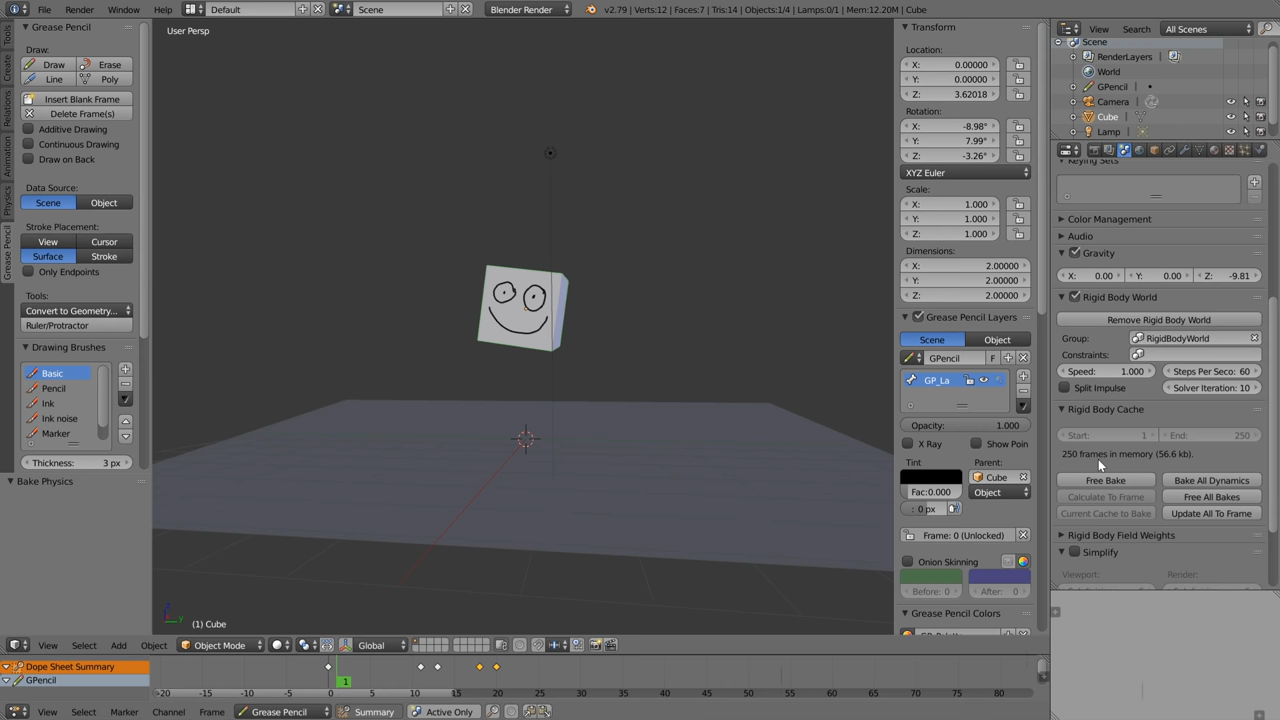 File Render Window Help Default Scene Blender Render v2.79 | Verts:12 | Faces:7 | Tris:14 | Objects:1/4 | Lamps:0/1 | Mem:12.20M | Cube
Tools
Create
Relations
Animation
Physics
Grease Pencil
Grease Pencil
Draw:
Draw Erase
Line Poly
Insert Blank Frame
Delete Frame(s)
Additive Drawing
Continuous Drawing
Draw on Back
Data Source:
Scene Object
Stroke Placement:
View Cursor
Surface Stroke
Only Endpoints
Tools:
Convert to Geometry...
Ruler/Protractor
Drawing Brushes
Basic
Pencil
Ink
Ink noise
Marker
Thickness: 3 px
Bake Physics
User Persp
(1) Cube
Transform
Location:
X: 0.00000
Y: 0.00000
Z: 3.62018
Rotation:
X: -8.98°
Y: 7.99°
Z: -3.26°
XYZ Euler
Scale:
X: 1.000
Y: 1.000
Z: 1.000
Dimensions:
X: 2.00000
Y: 2.00000
Z: 2.00000
Grease Pencil Layers
Scene Object
GPencil F
GP_La
Opacity: 1.000
X Ray Show Poin
Tint Parent:
Cube
Fac:0.000 Object
: 0 px
Frame: 0 (Unlocked)
Onion Skinning
Before: 0 After: 0
Grease Pencil Colors
View Search All Scenes
Scene
RenderLayers
World
GPencil
Camera
Cube
Lamp
Keying Sets
Color Management
Audio
Gravity
X: 0.00 Y: 0.00 Z: -9.81
Rigid Body World
Remove Rigid Body World
Group: RigidBodyWorld
Constraints:
Speed: 1.000 Steps Per Seco: 60
Split Impulse Solver Iteration: 10
Rigid Body Cache
Start: 1 End: 250
250 frames in memory (56.6 kb).
Free Bake Bake All Dynamics
Calculate To Frame Free All Bakes
Current Cache to Bake Update All To Frame
Rigid Body Field Weights
Simplify
Viewport: Render:
View Select Add Object Object Mode Global
Dope Sheet Summary
GPencil
1
-20 -15 -10 -5 0 5 10 15 20 25 30 35 40 45 50 55 60 65 70 75 80
View Select Marker Channel Frame Grease Pencil Summary Active Only